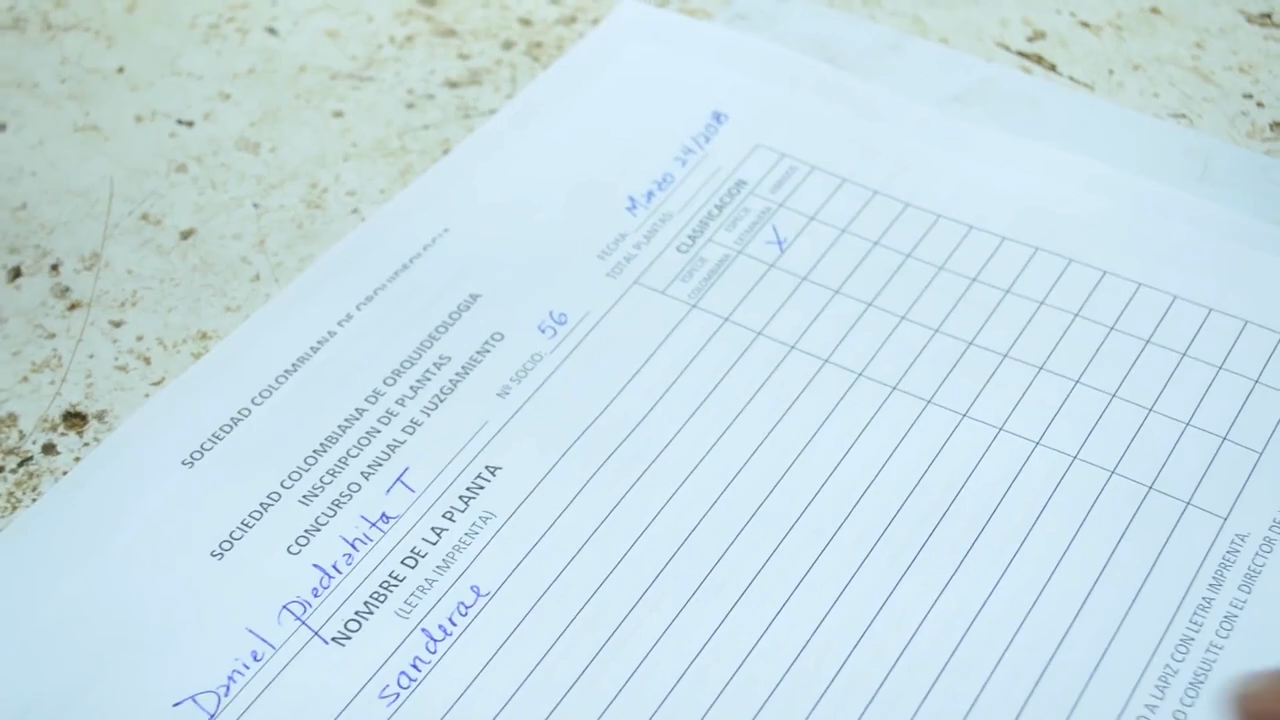 SOCIEDAD COLOMBIANA DE
SOCIEDAD COLOMBIANA DE ORQUIDEOLOGIA
INSCRIPCION DE PLANTAS
CONCURSO ANUAL DE JUZGAMIENTO
FECHA: Marzo 24/2018
TOTAL PLANTAS:
Daniel Piedrahita T
Nº SOCIO: 56
NOMBRE DE LA PLANTA
(LETRA IMPRENTA)
CLASIFICACION
ESPECIE COLOMBIANA
ESPECIE EXTRANJERA
HIBRIDOS
sanderae
X
A LAPIZ CON LETRA IMPRENTA.
O CONSULTE CON EL DIRECTOR DE